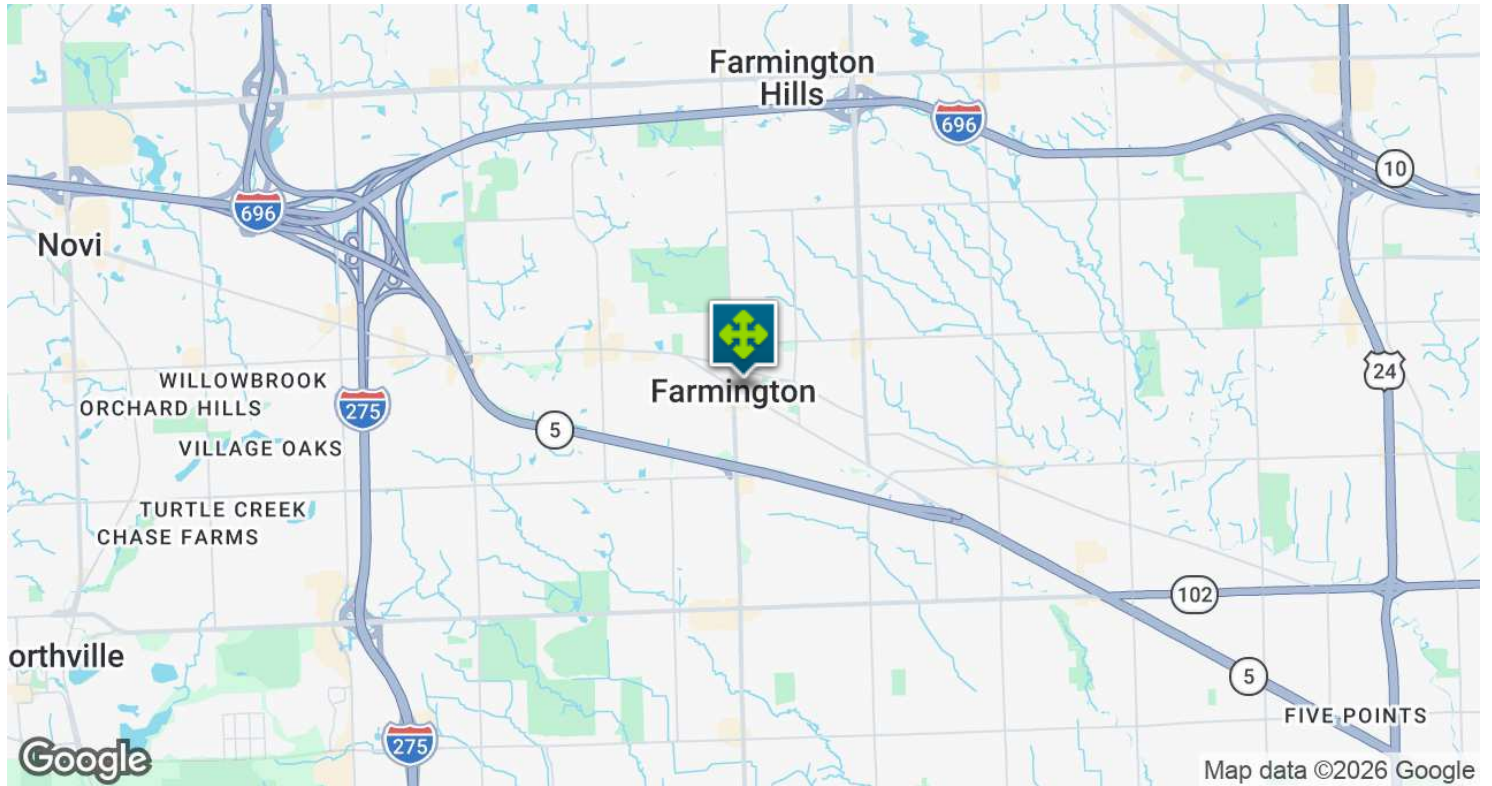 Farmington
Hills
696
10
696
Novi
24
WILLOWBROOK
ORCHARD HILLS
275
Farmington
5
VILLAGE OAKS
TURTLE CREEK
CHASE FARMS
102
orthville
5
FIVE POINTS
275
Google
Map data ©2026 Google